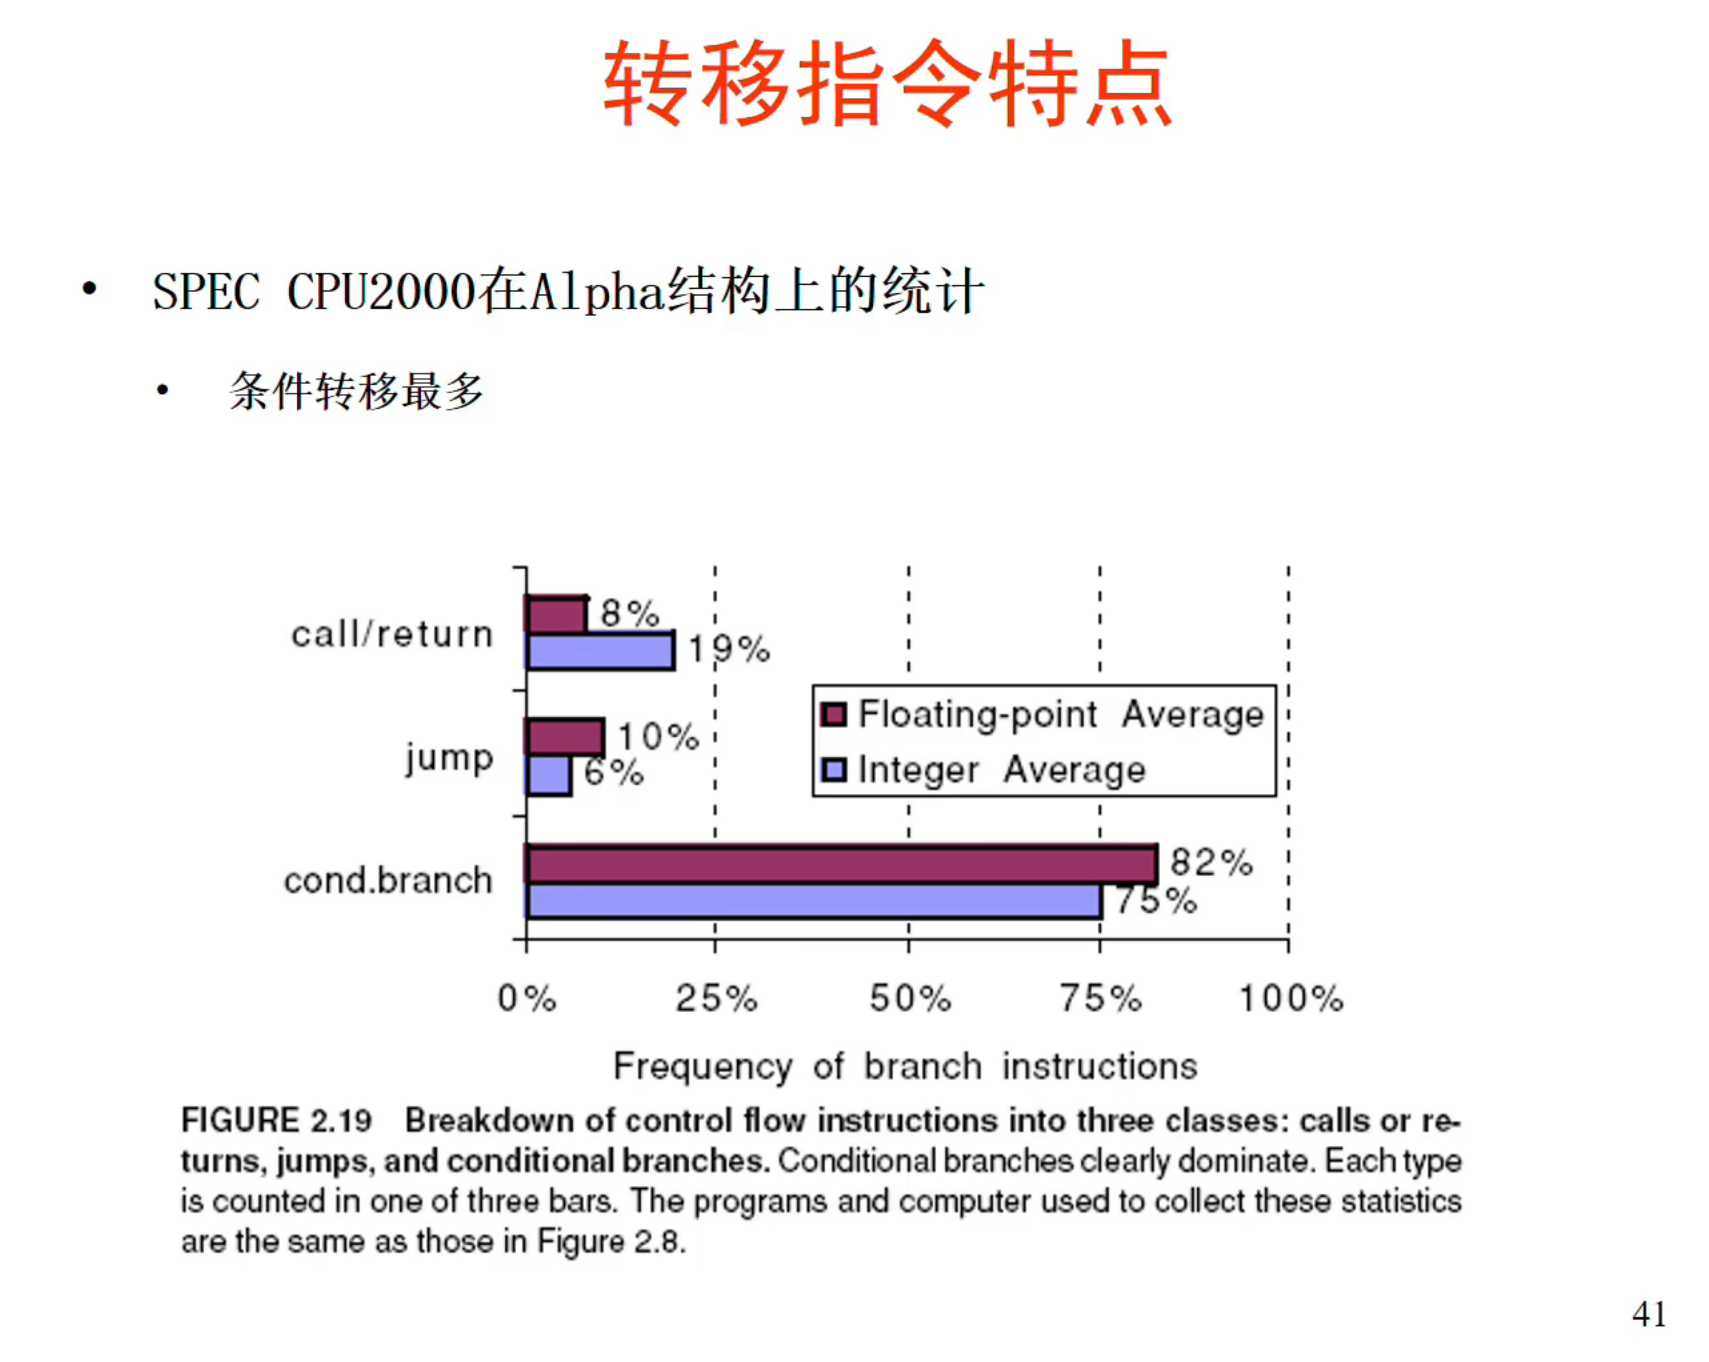 转移指令特点
• SPEC CPU2000在Alpha结构上的统计
• 条件转移最多
call/return
8%
19%
jump
10%
6%
Floating-point Average
Integer Average
cond.branch
82%
75%
0% 25% 50% 75% 100%
Frequency of branch instructions
FIGURE 2.19 Breakdown of control flow instructions into three classes: calls or re-
turns, jumps, and conditional branches. Conditional branches clearly dominate. Each type
is counted in one of three bars. The programs and computer used to collect these statistics
are the same as those in Figure 2.8.
41